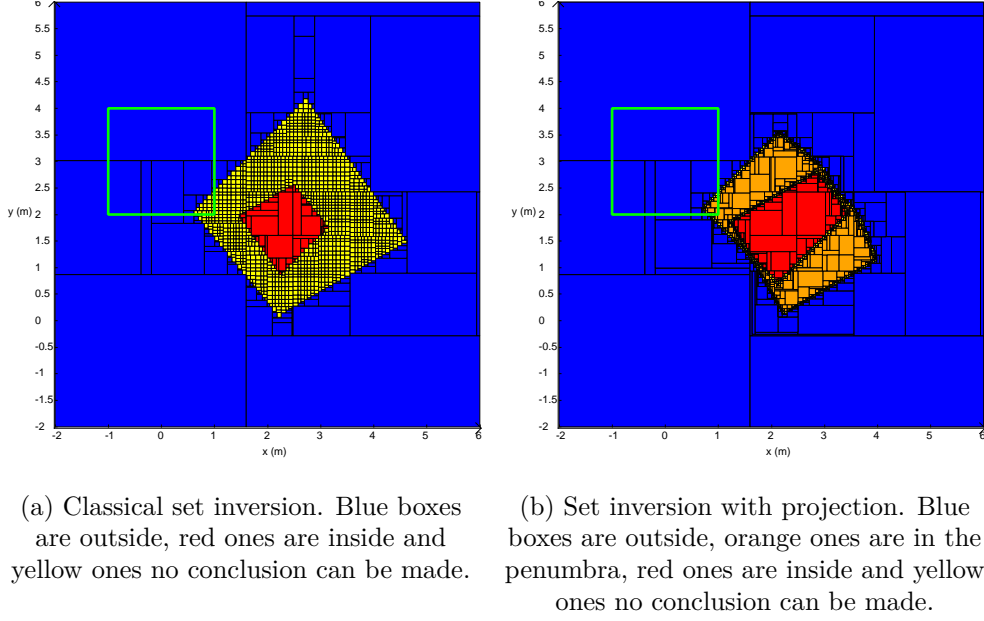 6
5.5
5
4.5
4
3.5
3
2.5
y (m) 2
1.5
1
0.5
0
-0.5
-1
-1.5
-2
-2 -1 0 1 2 3 4 5 6
x (m)
6
5.5
5
4.5
4
3.5
3
2.5
y (m) 2
1.5
1
0.5
0
-0.5
-1
-1.5
-2
-2 -1 0 1 2 3 4 5 6
x (m)
(a) Classical set inversion. Blue boxes
are outside, red ones are inside and
yellow ones no conclusion can be made.
(b) Set inversion with projection. Blue
boxes are outside, orange ones are in the
penumbra, red ones are inside and yellow
ones no conclusion can be made.